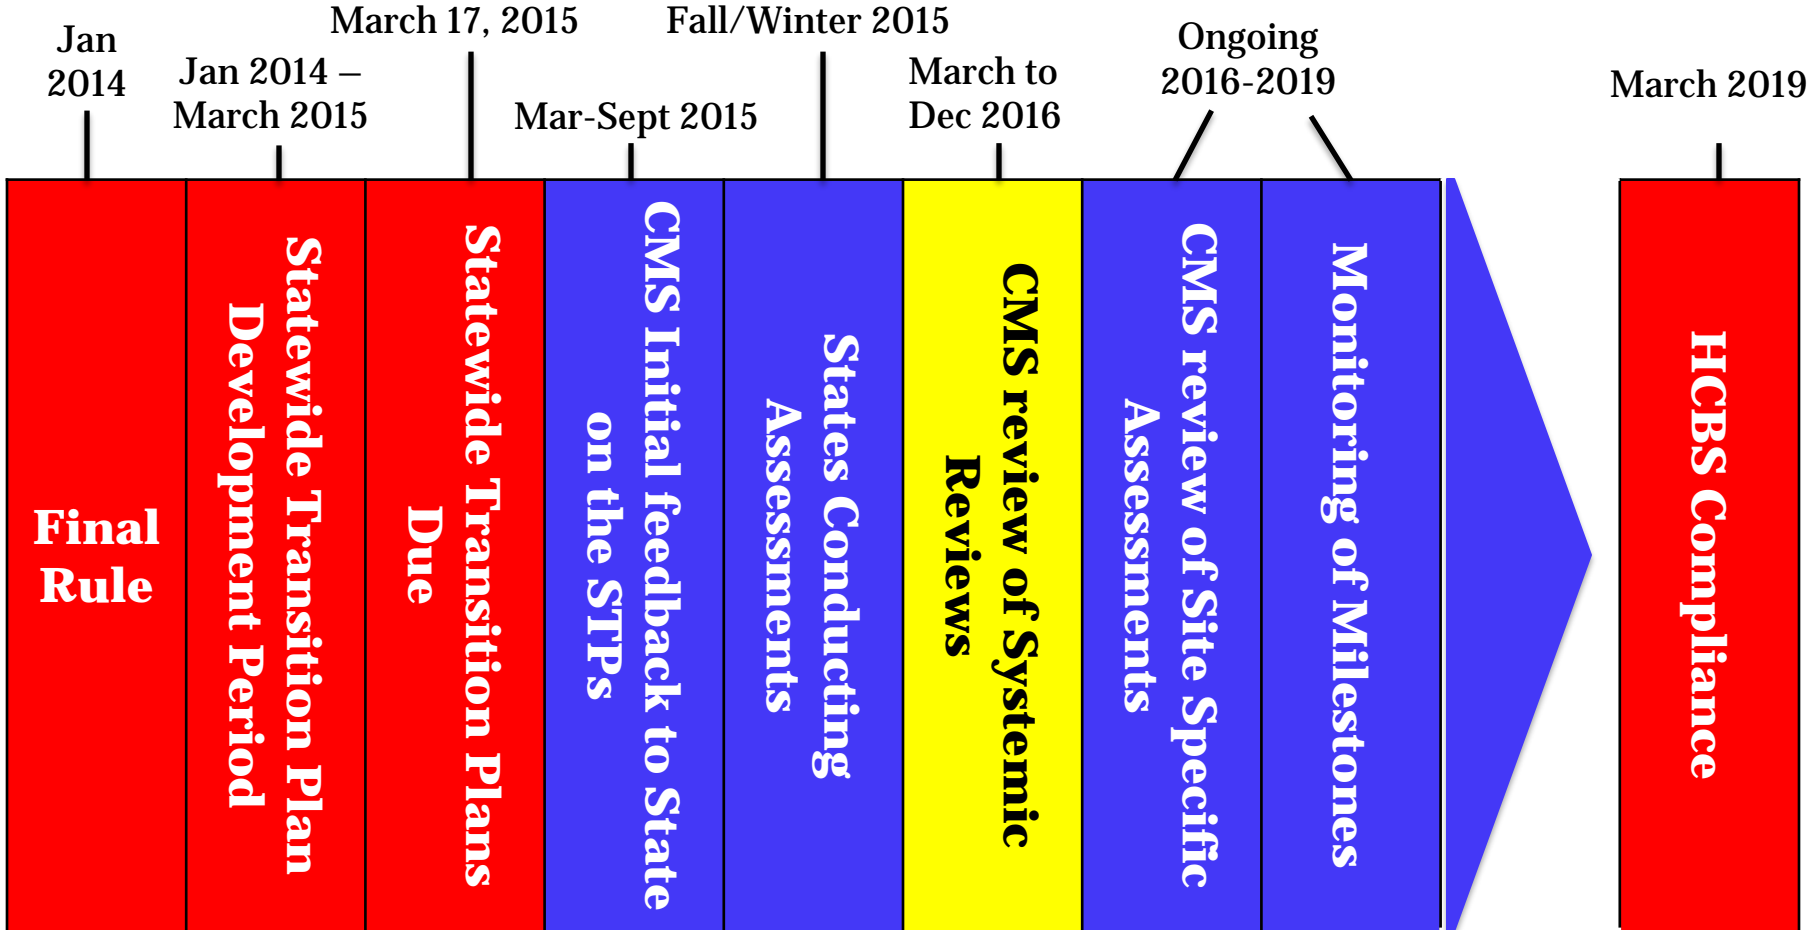 Jan
2014
Jan 2014 –
March 2015
March 17, 2015
Mar-Sept 2015
Fall/Winter 2015
March to
Dec 2016
Ongoing
2016-2019
March 2019
Final
Rule
Statewide Transition Plan
Development Period
Statewide Transition Plans
Due
CMS Initial feedback to State
on the STPs
States Conducting
Assessments
CMS review of Systemic
Reviews
CMS review of Site Specific
Assessments
Monitoring of Milestones
HCBS Compliance